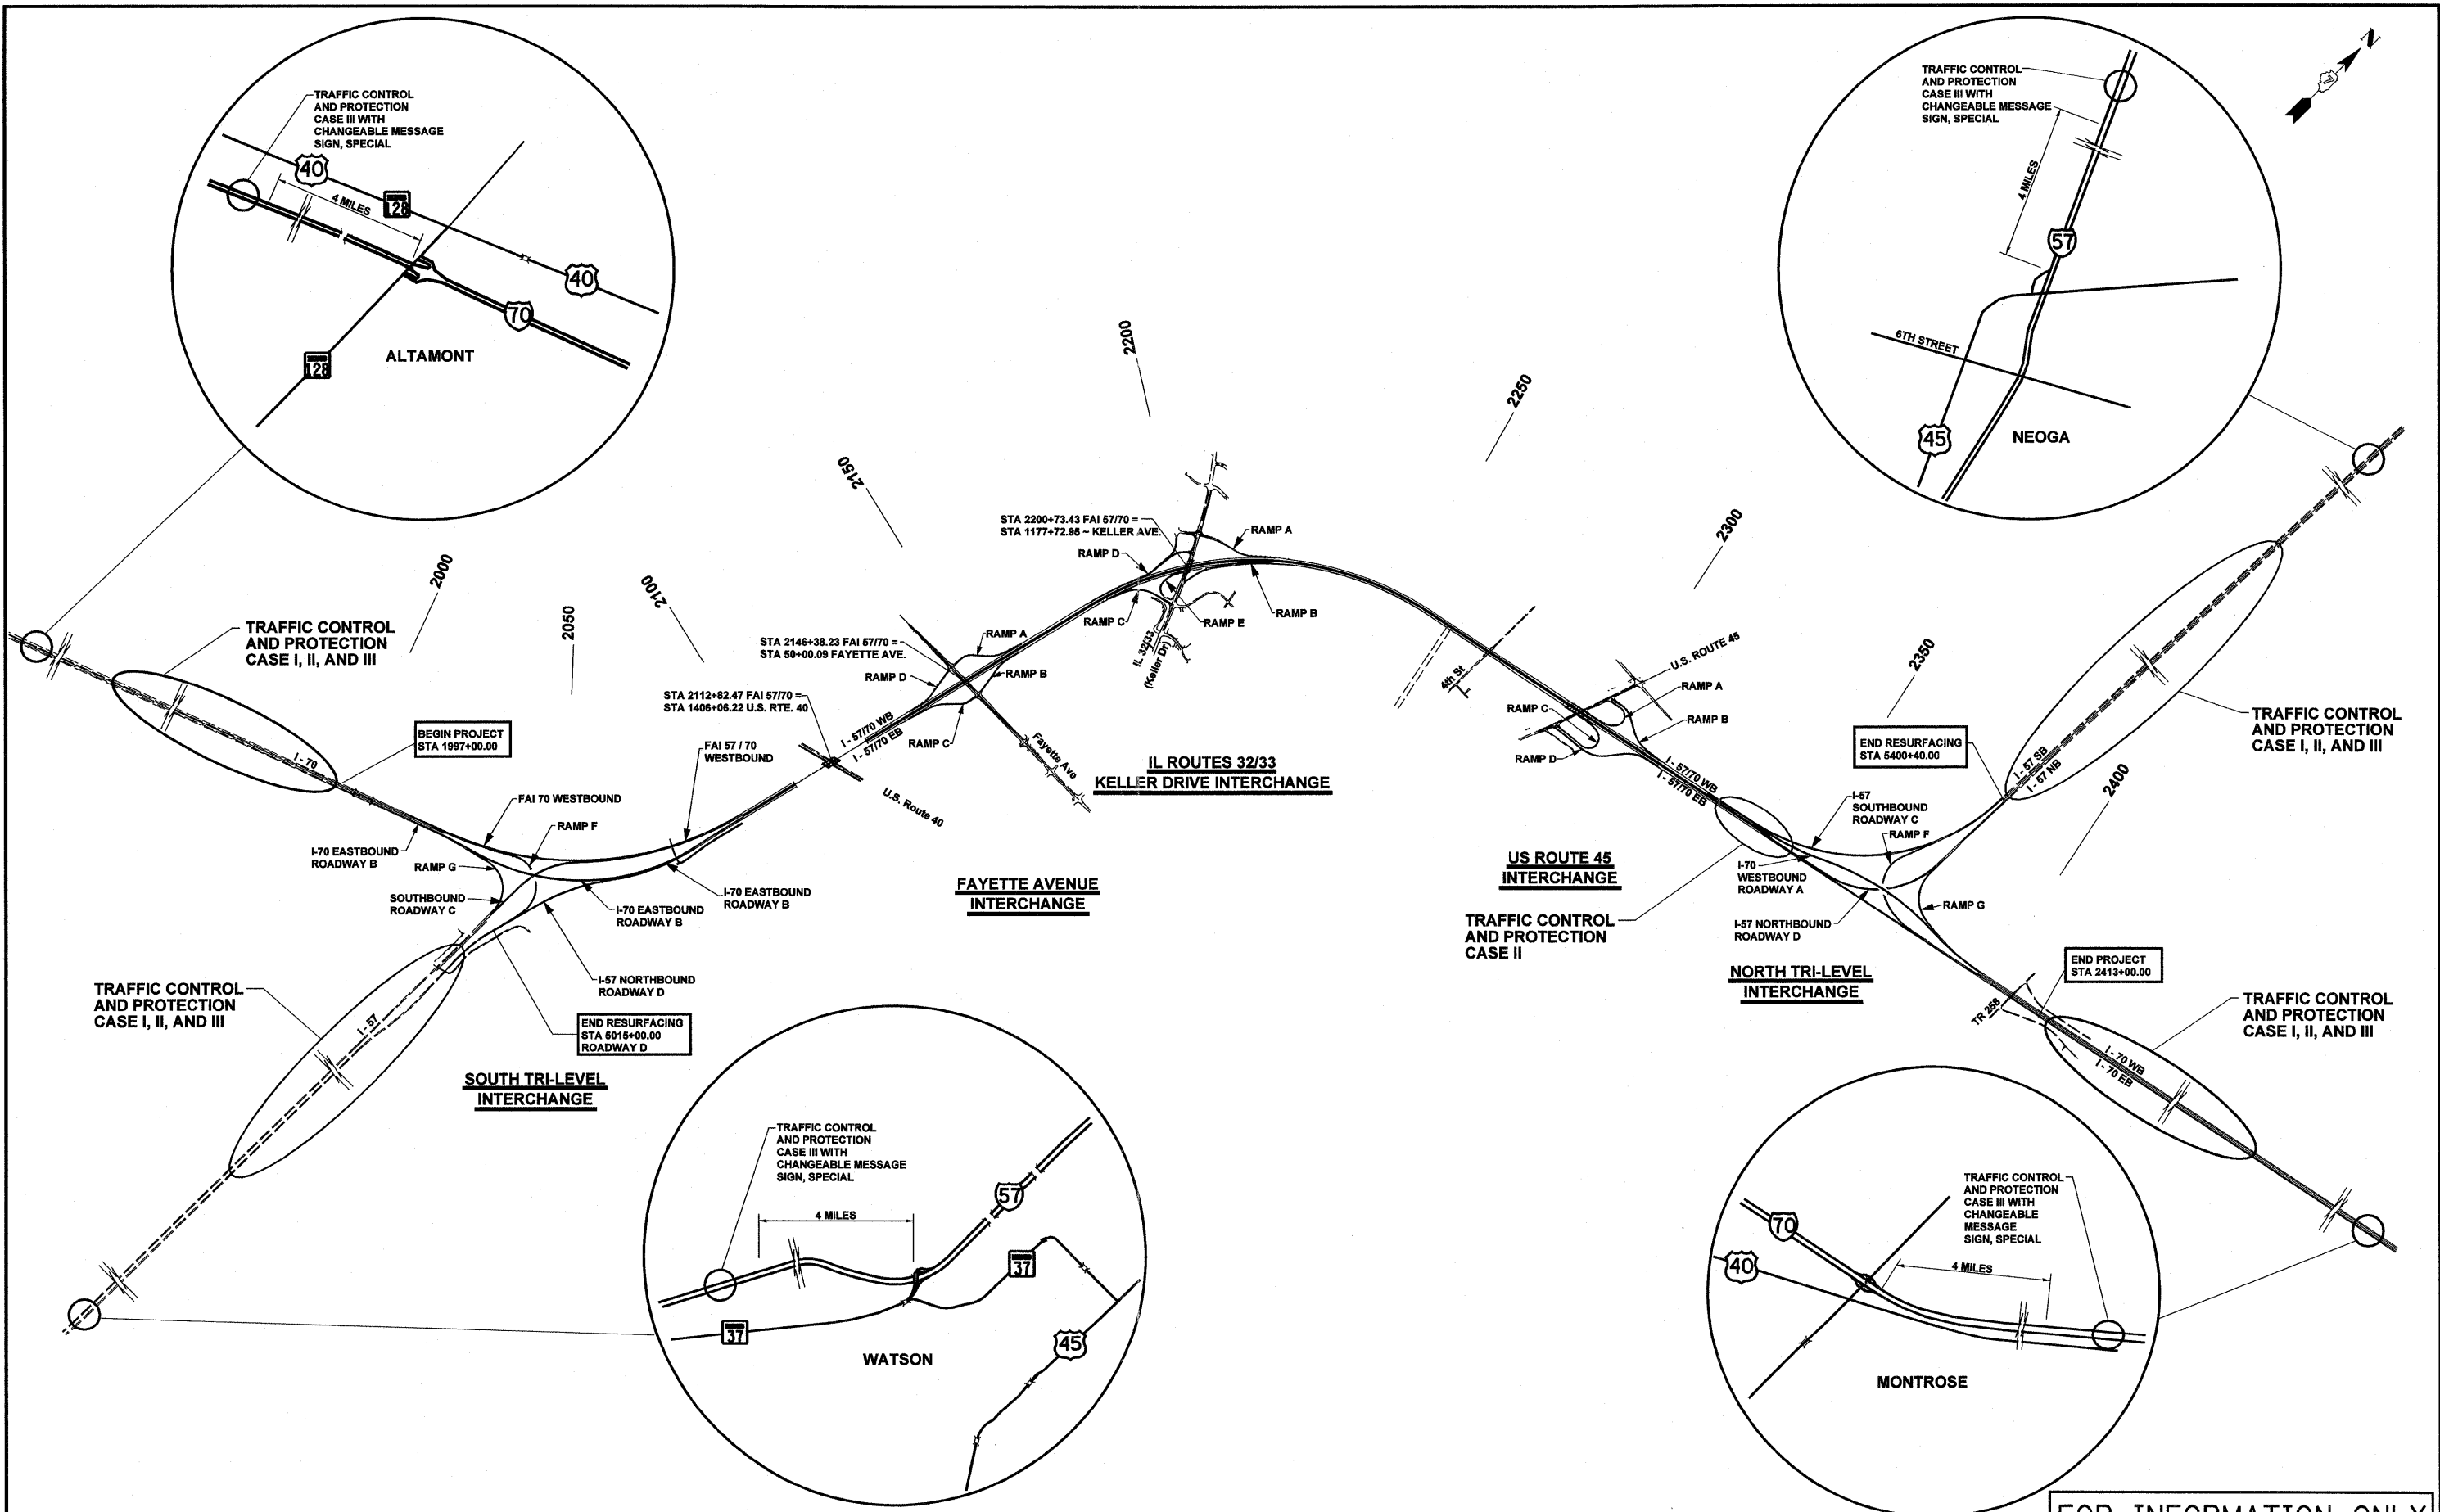 TRAFFIC CONTROL
AND PROTECTION
CASE III WITH
CHANGEABLE MESSAGE
SIGN, SPECIAL
40
128
4 MILES
40
70
128
ALTAMONT
TRAFFIC CONTROL
AND PROTECTION
CASE III WITH
CHANGEABLE MESSAGE
SIGN, SPECIAL
4 MILES
57
6TH STREET
45
NEOGA
N
2000
2050
2100
2150
2200
2250
2300
2350
2400
TRAFFIC CONTROL
AND PROTECTION
CASE I, II, AND III
BEGIN PROJECT
STA 1997+00.00
I - 70
FAI 70 WESTBOUND
RAMP F
I-70 EASTBOUND
ROADWAY B
RAMP G
SOUTHBOUND
ROADWAY C
FAI 57 / 70
WESTBOUND
I-70 EASTBOUND
ROADWAY B
I-70 EASTBOUND
ROADWAY B
I-57 NORTHBOUND
ROADWAY D
END RESURFACING
STA 5015+00.00
ROADWAY D
TRAFFIC CONTROL
AND PROTECTION
CASE I, II, AND III
I - 57
SOUTH TRI-LEVEL
INTERCHANGE
STA 2112+82.47 FAI 57/70 =
STA 1406+06.22 U.S. RTE. 40
U.S. Route 40
I - 57/70 WB
I - 57/70 EB
STA 2146+38.23 FAI 57/70 =
STA 50+00.09 FAYETTE AVE.
RAMP A
RAMP B
RAMP D
RAMP C
Fayette Ave
FAYETTE AVENUE
INTERCHANGE
STA 2200+73.43 FAI 57/70 =
STA 1177+72.95 ~ KELLER AVE.
RAMP A
RAMP D
RAMP B
RAMP C
RAMP E
IL 32/33
(Keller Dr)
IL ROUTES 32/33
KELLER DRIVE INTERCHANGE
4th St
U.S. ROUTE 45
RAMP A
RAMP C
RAMP B
RAMP D
I - 57/70 WB
I - 57/70 EB
US ROUTE 45
INTERCHANGE
TRAFFIC CONTROL
AND PROTECTION
CASE II
END RESURFACING
STA 5400+40.00
I - 57 SB
I - 57 NB
TRAFFIC CONTROL
AND PROTECTION
CASE I, II, AND III
I-57
SOUTHBOUND
ROADWAY C
RAMP F
I-70
WESTBOUND
ROADWAY A
RAMP G
I-57 NORTHBOUND
ROADWAY D
NORTH TRI-LEVEL
INTERCHANGE
END PROJECT
STA 2413+00.00
TR 258
I - 70 WB
I - 70 EB
TRAFFIC CONTROL
AND PROTECTION
CASE I, II, AND III
TRAFFIC CONTROL
AND PROTECTION
CASE III WITH
CHANGEABLE MESSAGE
SIGN, SPECIAL
4 MILES
57
37
37
45
WATSON
TRAFFIC CONTROL
AND PROTECTION
CASE III WITH
CHANGEABLE
MESSAGE
SIGN, SPECIAL
70
40
4 MILES
MONTROSE
FOR INFORMATION ONLY